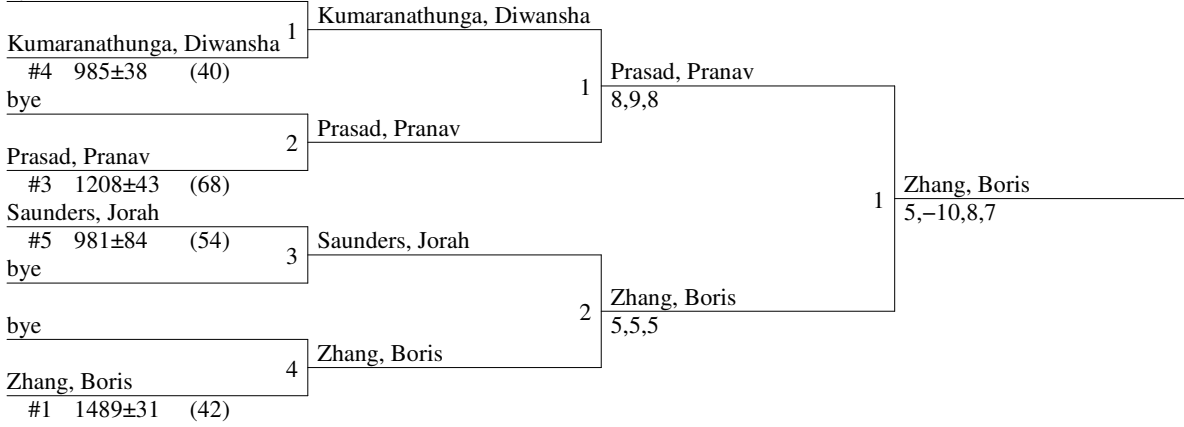 Kumaranathunga, Diwansha
#4 985±38 (40)
bye
Prasad, Pranav
#3 1208±43 (68)
Saunders, Jorah
#5 981±84 (54)
bye
bye
Zhang, Boris
#1 1489±31 (42)
1
2
3
4
Kumaranathunga, Diwansha
Prasad, Pranav
Saunders, Jorah
Zhang, Boris
1
2
Prasad, Pranav
8,9,8
Zhang, Boris
5,5,5
1
Zhang, Boris
5,−10,8,7